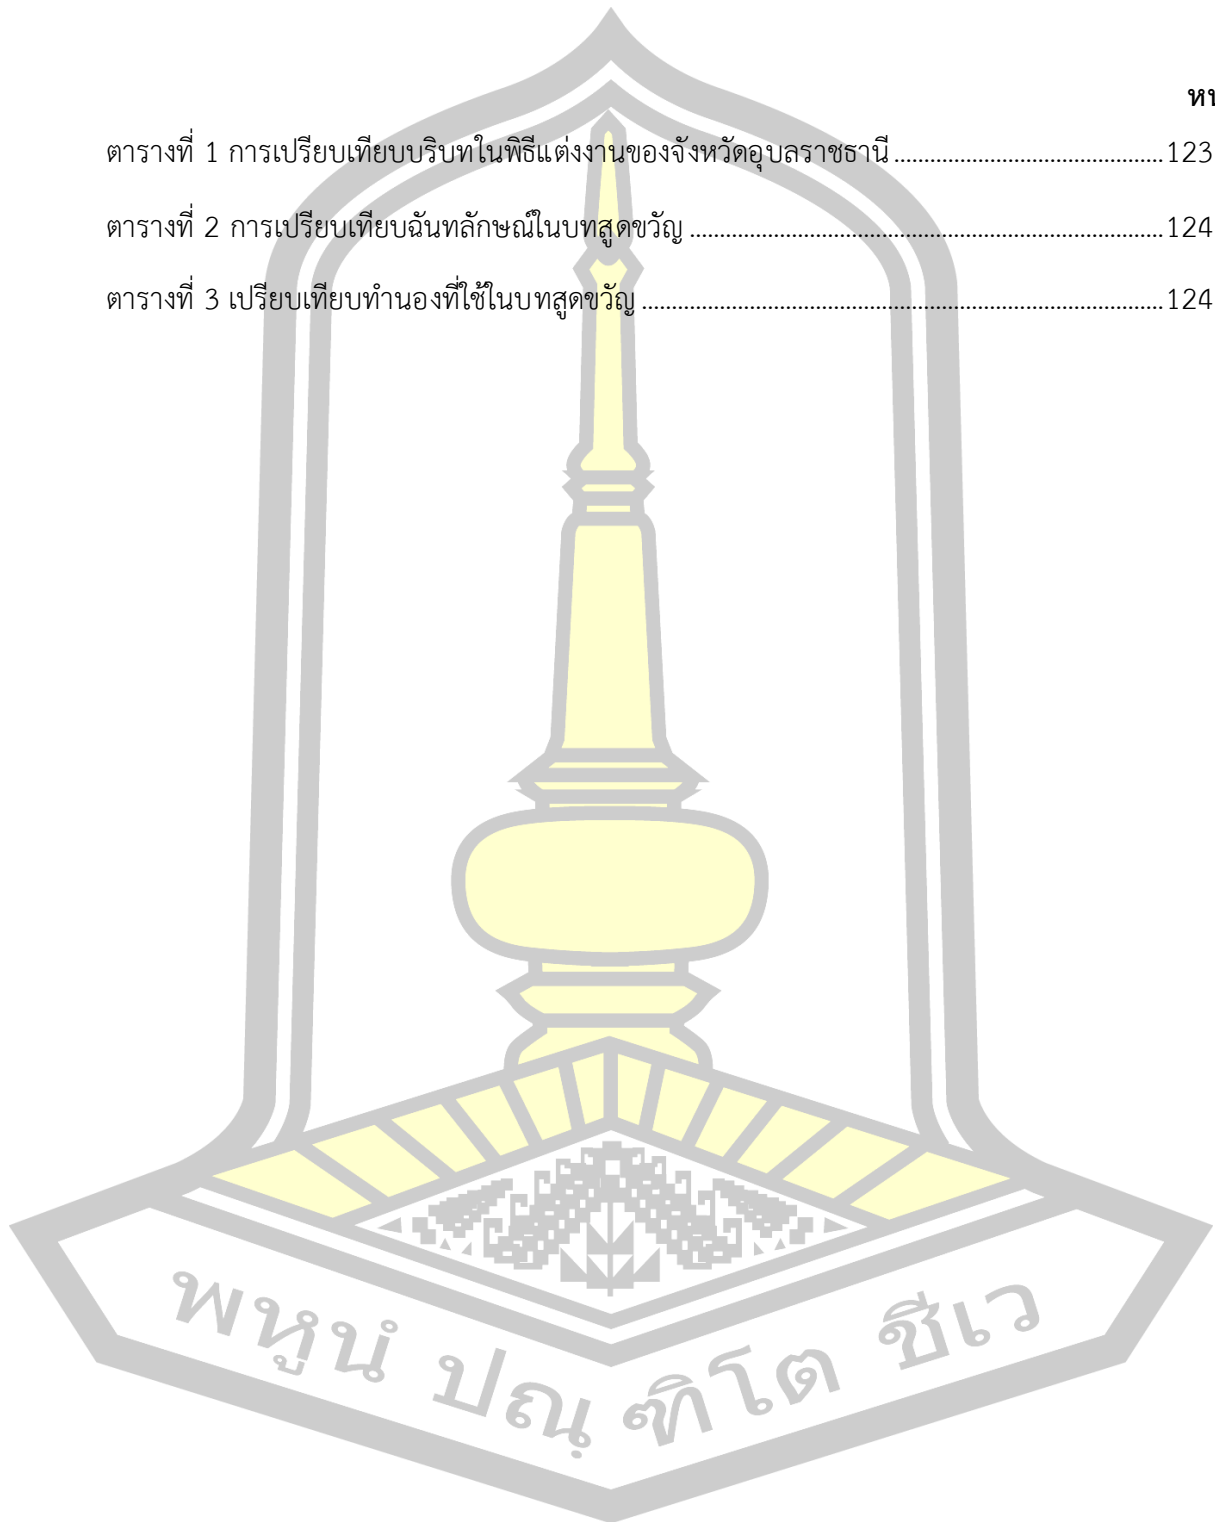 ตารางที่ 1 การเปรียบเทียบบริบทในพิธีแต่งงานของจังหวัดอุบลราชธานี ........................................ 123
ตารางที่ 2 การเปรียบเทียบฉันทลักษณ์ในบทสูดขวัญ ........................................ 124
ตารางที่ 3 เปรียบเทียบทำนองที่ใช้ในบทสูดขวัญ ........................................ 124
พหูนํ ปณฺฑิโต ชีเว